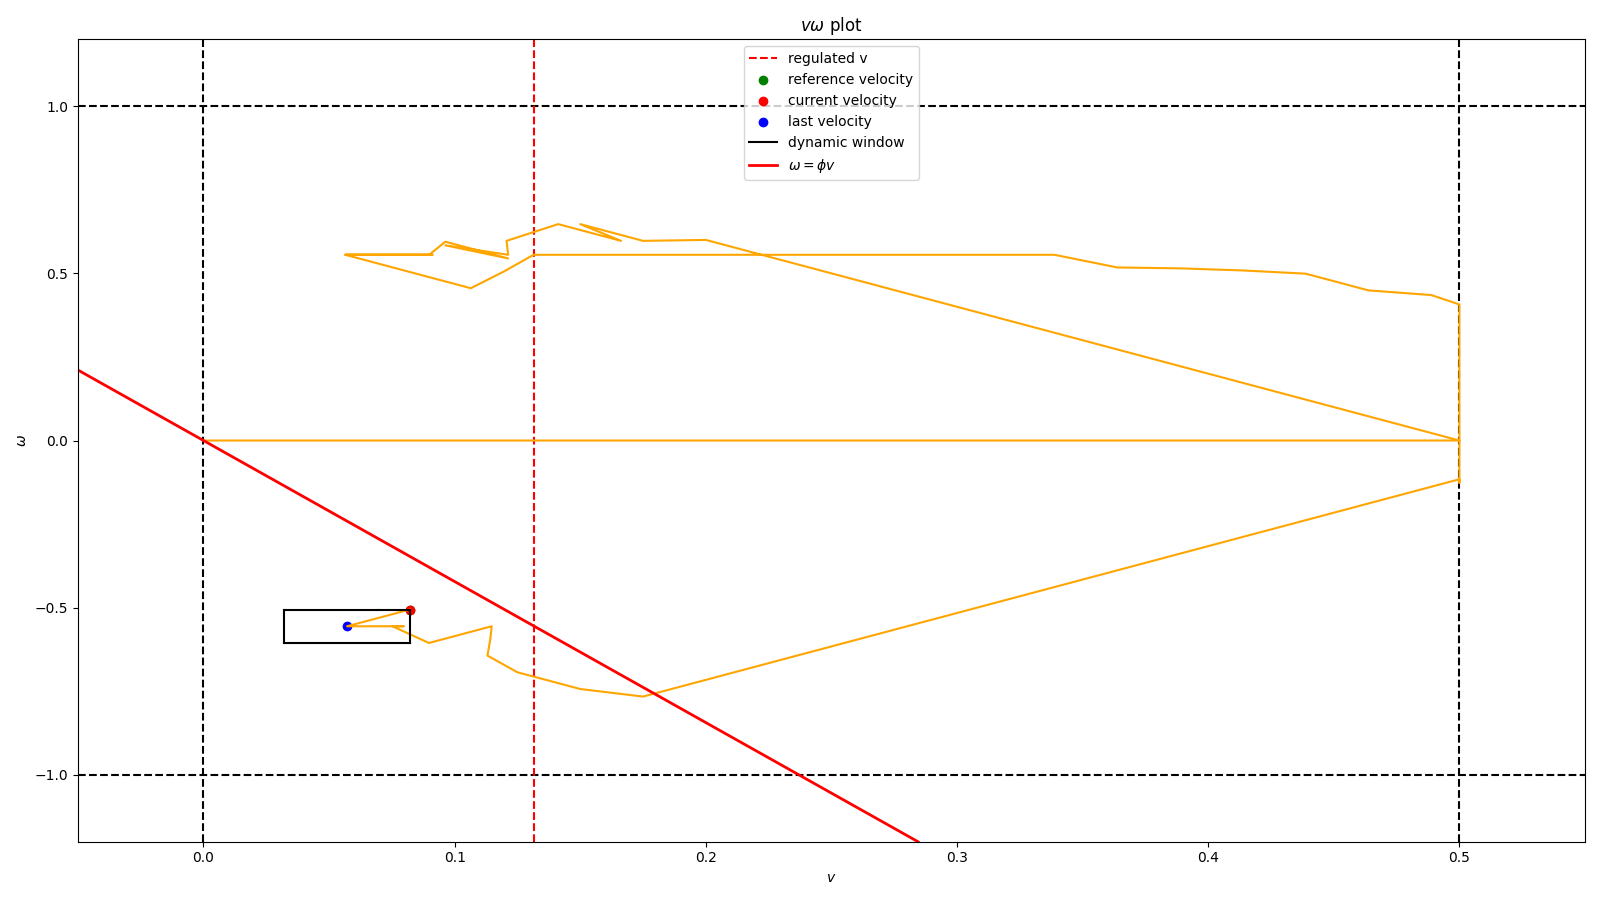 vω plot
regulated v
reference velocity
current velocity
last velocity
dynamic window
ω = ϕv
1.0
0.5
0.0
−0.5
−1.0
ω
0.0 0.1 0.2 0.3 0.4 0.5
v